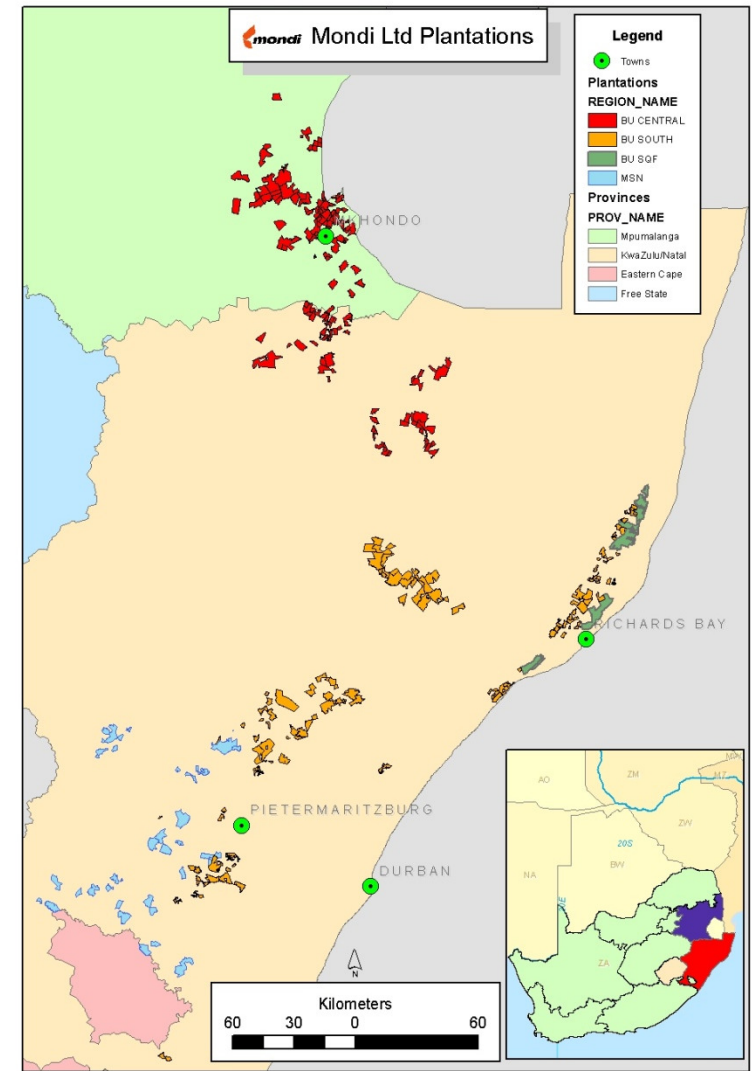 mondi Mondi Ltd Plantations
Legend
Towns
Plantations
REGION_NAME
BU CENTRAL
BU SOUTH
BU SQF
MSN
Provinces
PROV_NAME
Mpumalanga
KwaZulu/Natal
Eastern Cape
Free State
MKHONDO
RICHARDS BAY
PIETERMARITZBURG
DURBAN
N
Kilometers
60 30 0 60
AO
ZM
MZ
ZW
20S
NA
BW
ZA